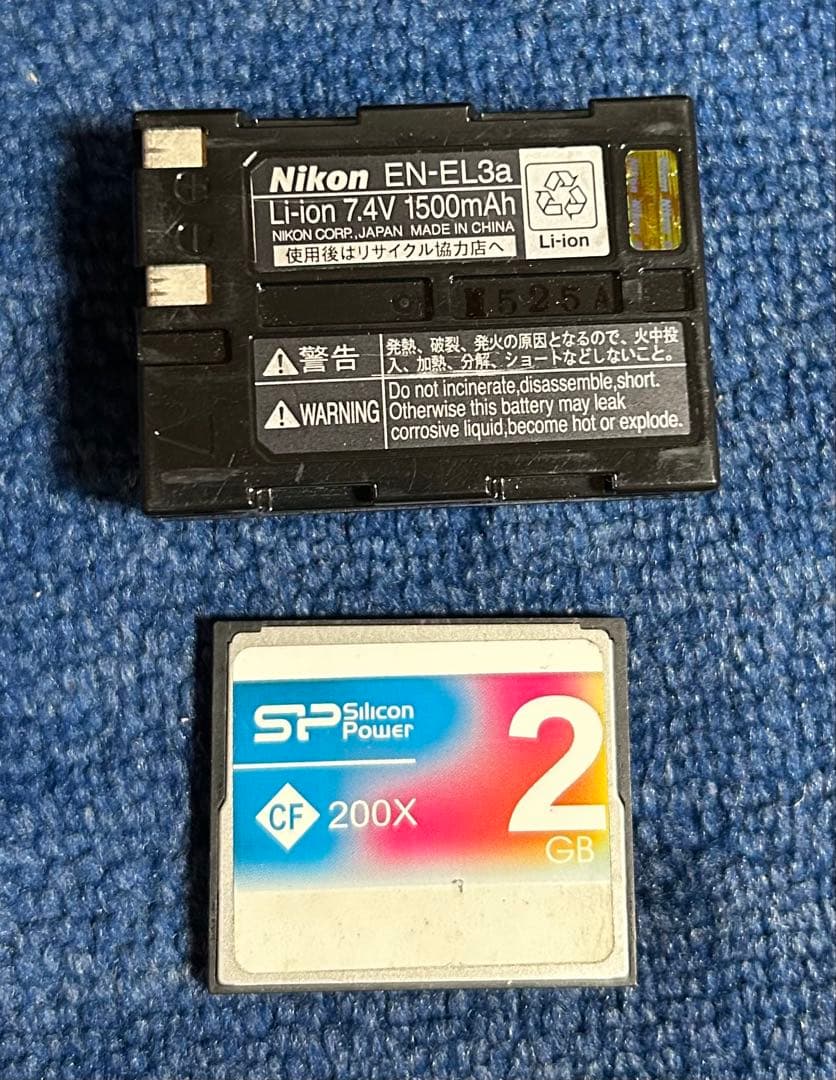 Nikon EN-EL3a
Li-ion 7.4V 1500mAh
NIKON CORP.,JAPAN MADE IN CHINA
使用後はリサイクル協力店へ
Li-ion
525A
警告
発熱、破裂、発火の原因となるので、火中投
入、加熱、分解、ショートなどしないこと。
WARNING
Do not incinerate,disassemble,short.
Otherwise this battery may leak
corrosive liquid,become hot or explode.
SP Silicon
Power
CF 200X
2
GB